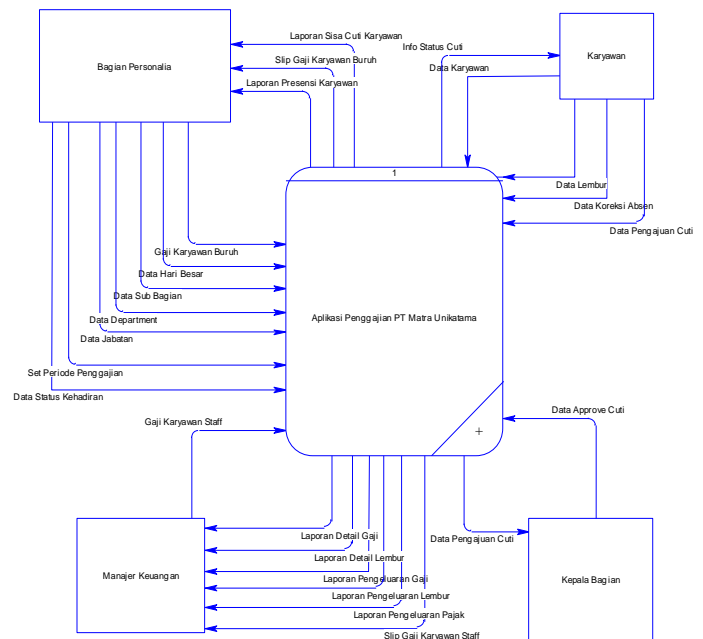 Laporan Sisa Cuti Karyawan
Info Status Cuti
Karyawan
Bagian Personalia
Slip Gaji Karyawan Buruh
Data Karyawan
Laporan Presensi Karyawan
1
Data Lembur
Data Koreksi Absen
Data Pengajuan Cuti
Gaji Karyawan Buruh
Data Hari Besar
Data Sub Bagian
Data Department
Aplikasi Penggajian PT Matra Unikatama
Data Jabatan
Set Periode Penggajian
Data Status Kehadiran
Gaji Karyawan Staff
Data Approve Cuti
+
Laporan Detail Gaji
Data Pengajuan Cuti
Laporan Detail Lembur
Manajer Keuangan
Laporan Pengeluaran Gaji
Kepala Bagian
Laporan Pengeluaran Lembur
Laporan Pengeluaran Pajak
Slip Gaji Karyawan Staff